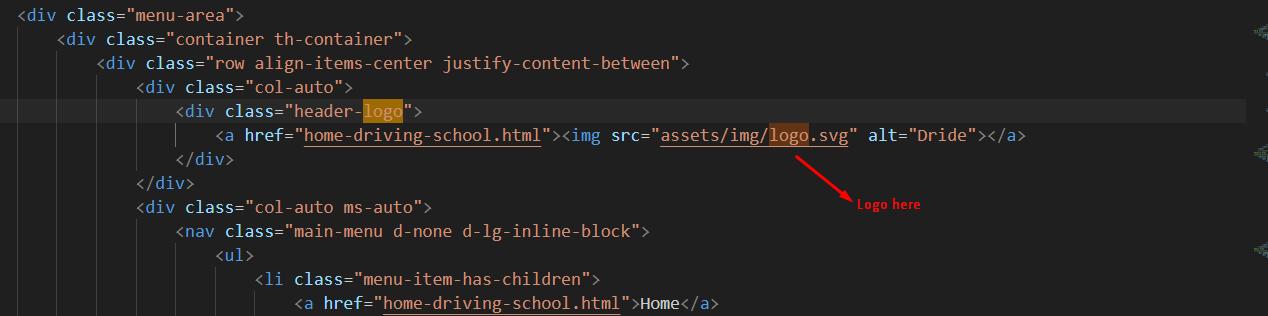 <div class="menu-area">
<div class="container th-container">
<div class="row align-items-center justify-content-between">
<div class="col-auto">
<div class="header-logo">
<a href="home-driving-school.html"><img src="assets/img/logo.svg" alt="Dride"></a>
</div>
</div>
Logo here
<div class="col-auto ms-auto">
<nav class="main-menu d-none d-lg-inline-block">
<ul>
<li class="menu-item-has-children">
<a href="home-driving-school.html">Home</a>